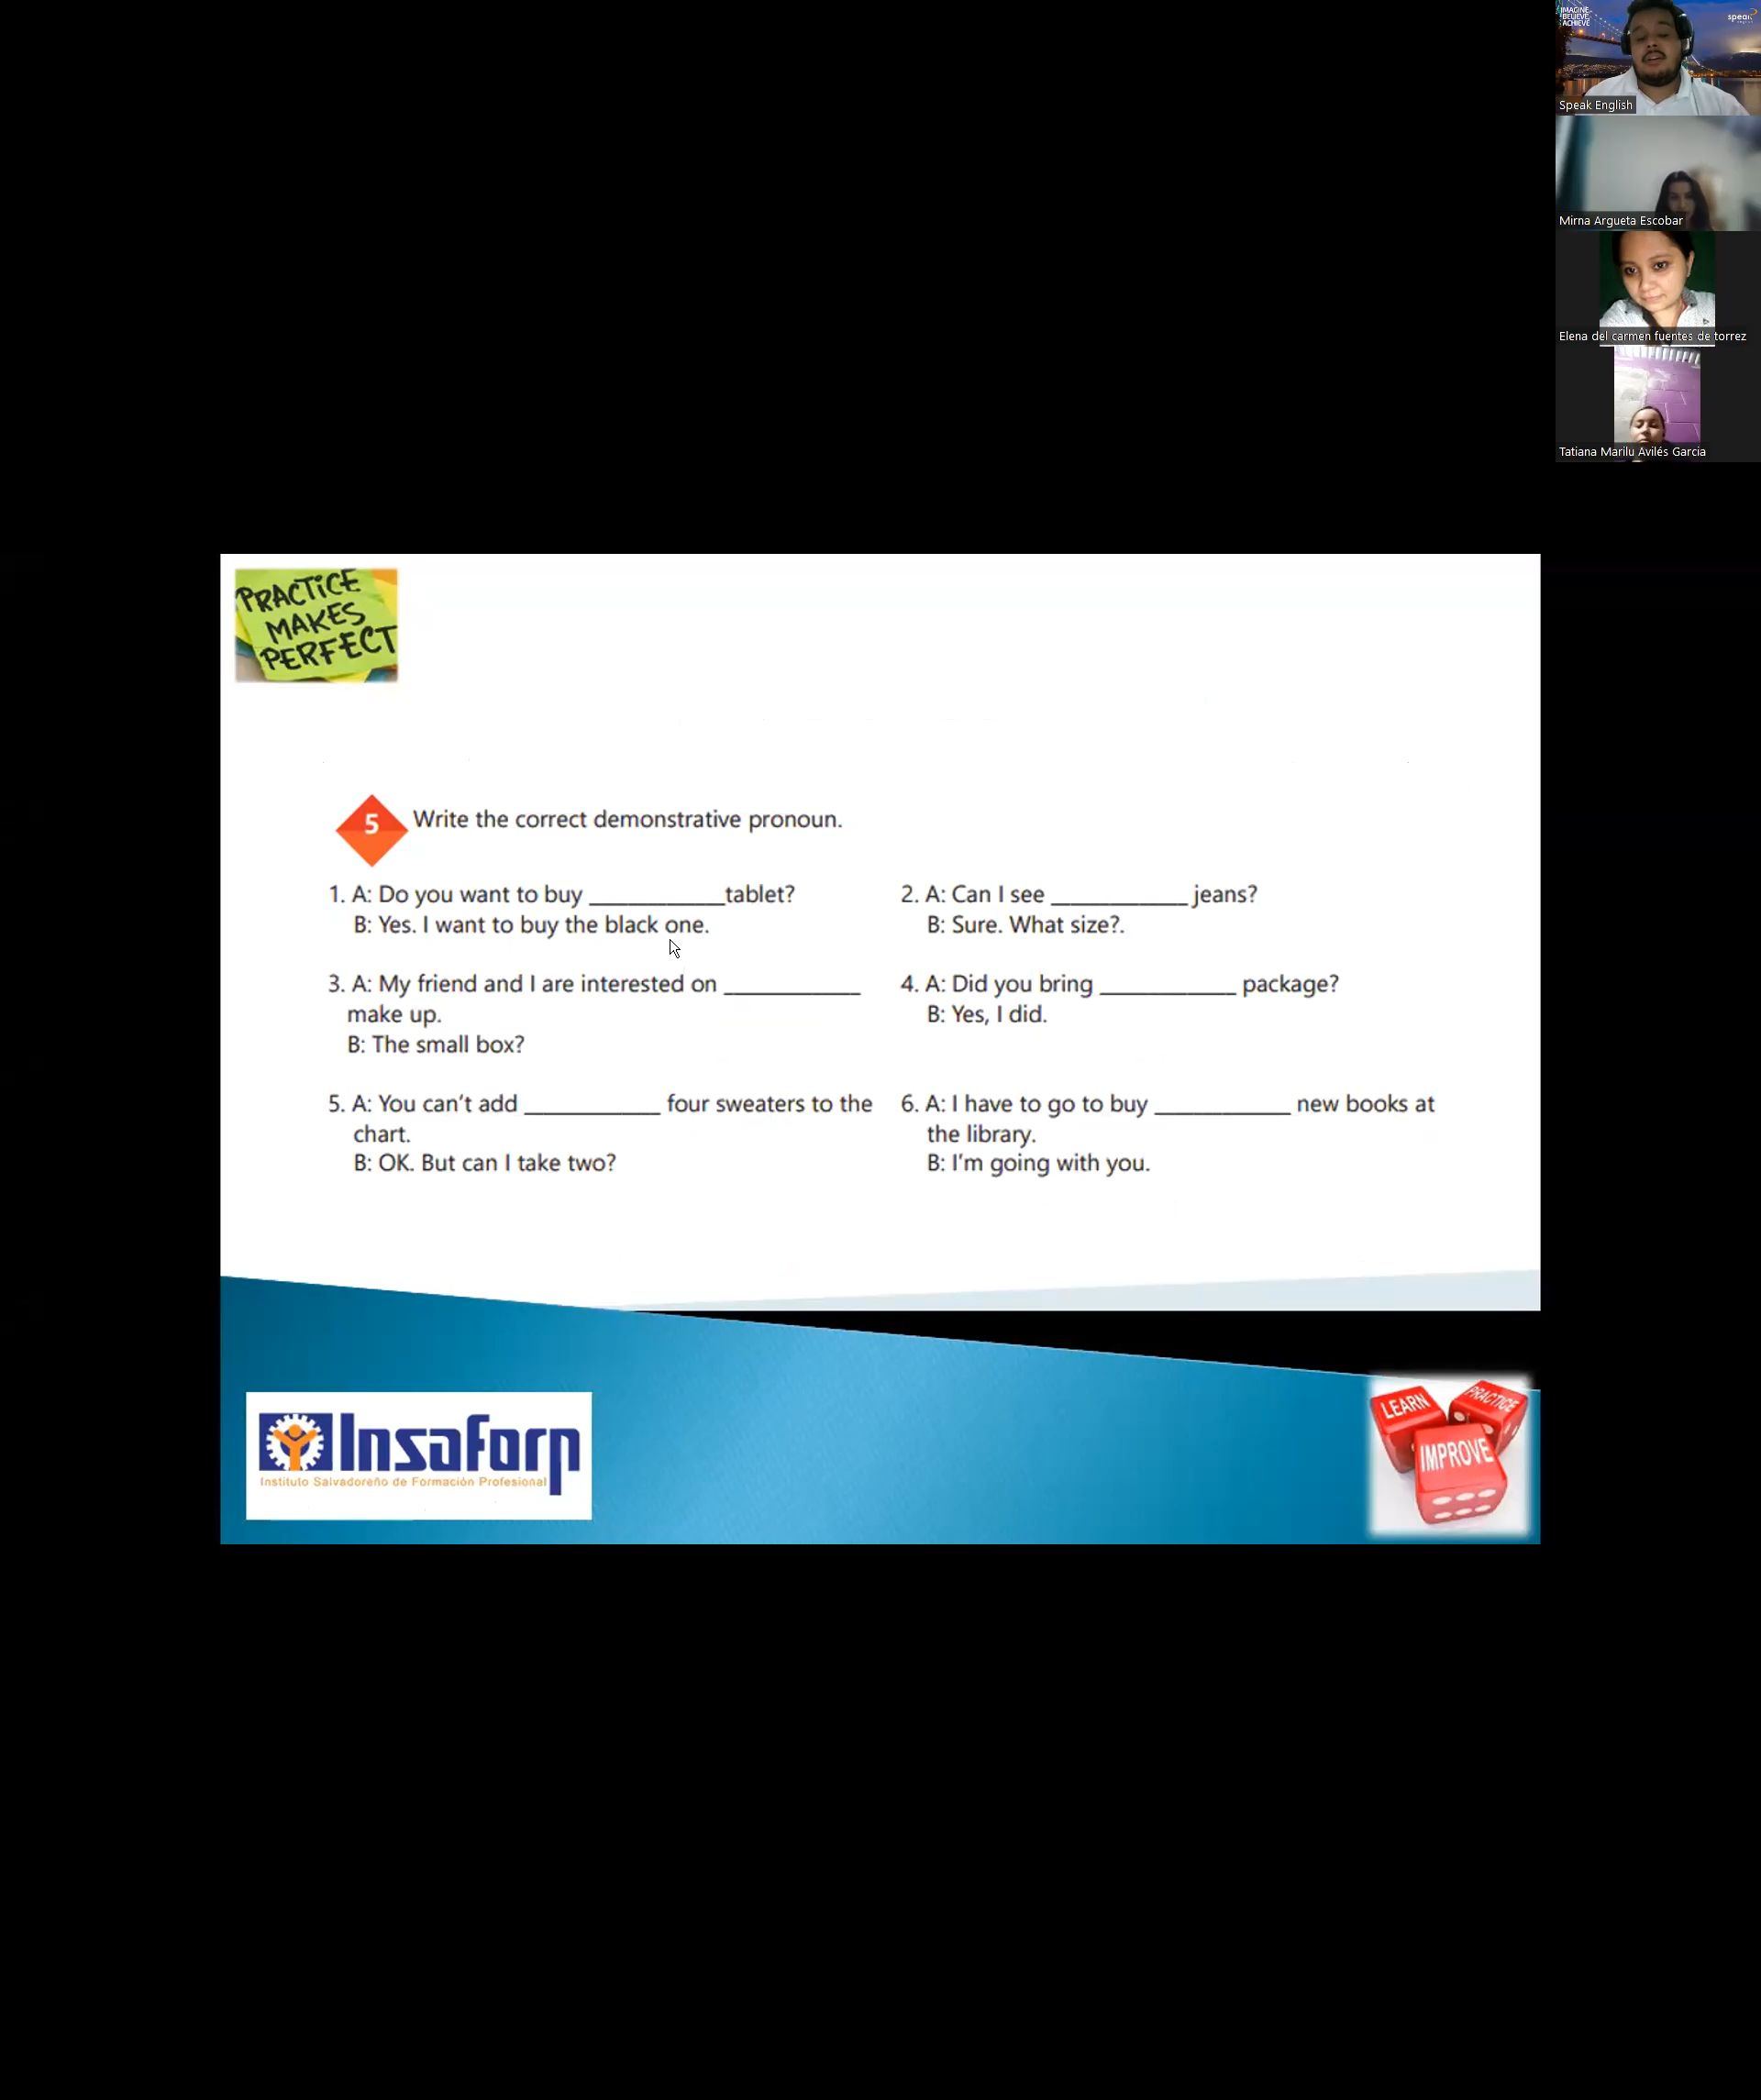 IMAGINE
BELIEVE
ACHIEVE
speak
Speak English
Mirna Argueta Escobar
Elena del carmen fuentes de torrez
Tatiana Marilu Avilés Garcia
PRACTICE
MAKES
PERFECT
5 Write the correct demonstrative pronoun.
1. A: Do you want to buy ____________tablet?
B: Yes. I want to buy the black one.
2. A: Can I see ____________ jeans?
B: Sure. What size?.
3. A: My friend and I are interested on ____________
make up.
B: The small box?
4. A: Did you bring ____________ package?
B: Yes, I did.
5. A: You can't add ____________ four sweaters to the
chart.
B: OK. But can I take two?
6. A: I have to go to buy ____________ new books at
the library.
B: I'm going with you.
Insaforp
Instituto Salvadoreño de Formación Profesional
LEARN
PRACTICE
IMPROVE